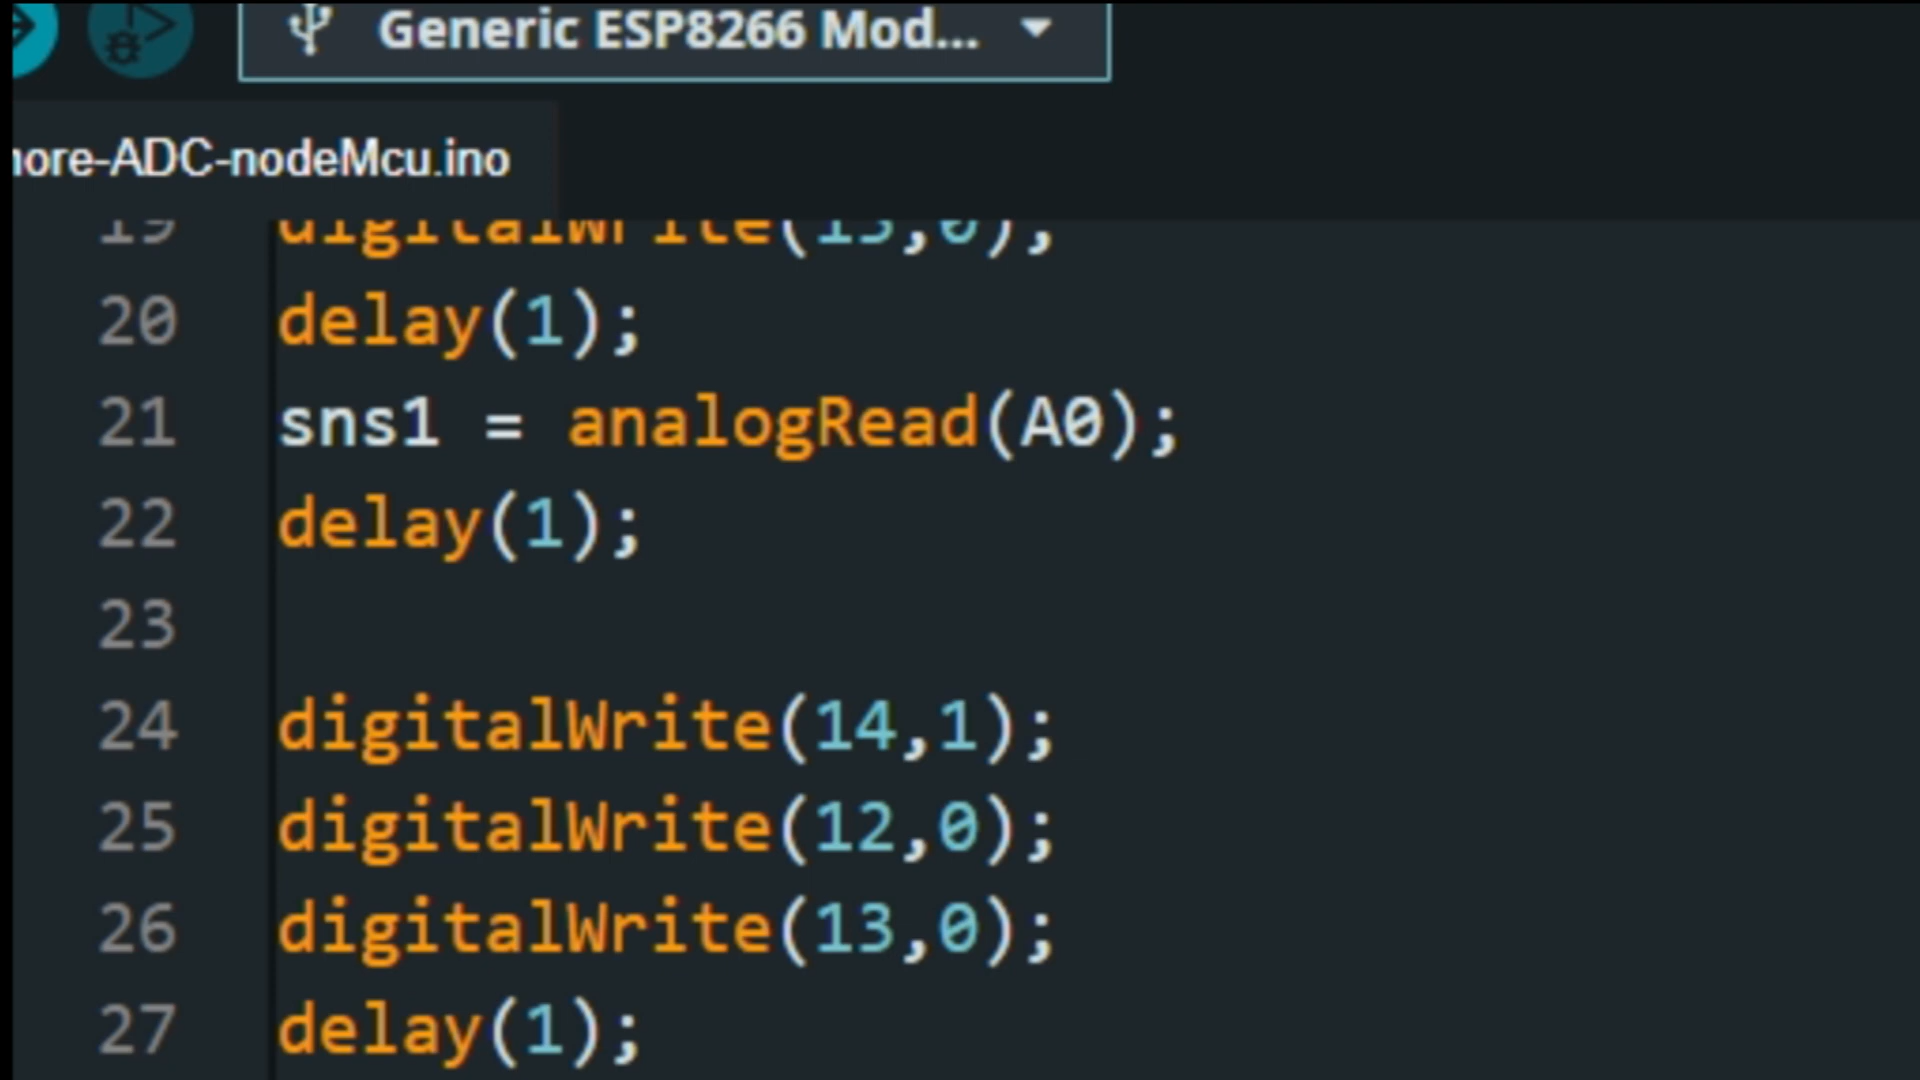 Generic ESP8266 Mod...
ore-ADC-nodeMcu.ino
19 digitalWrite(13,0);
20 delay(1);
21 sns1 = analogRead(A0);
22 delay(1);
23
24 digitalWrite(14,1);
25 digitalWrite(12,0);
26 digitalWrite(13,0);
27 delay(1);